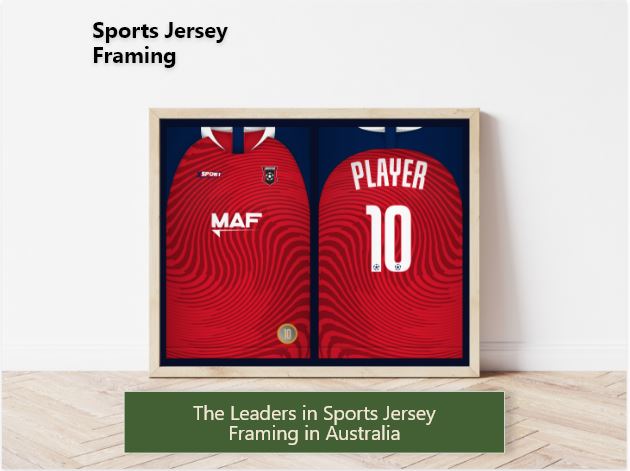 Sports Jersey
Framing
SPORT
MAF
10
PLAYER
10
The Leaders in Sports Jersey
Framing in Australia